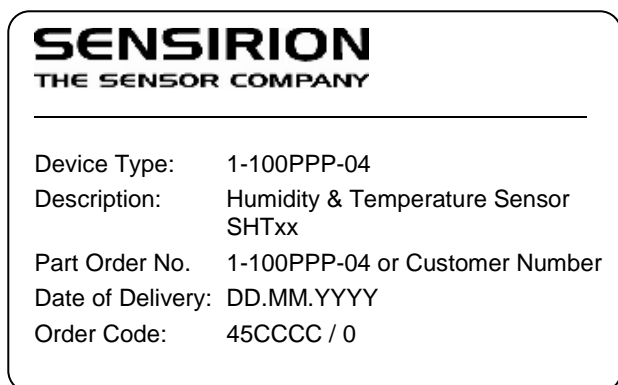 SENSIRION
THE SENSOR COMPANY
Device Type: 1-100PPP-04
Description: Humidity & Temperature Sensor
SHTxx
Part Order No. 1-100PPP-04 or Customer Number
Date of Delivery: DD.MM.YYYY
Order Code: 45CCCC / 0